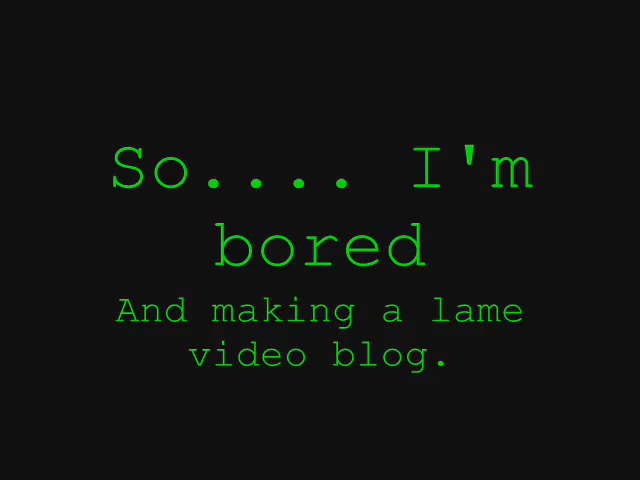 So.... I'm
bored
And making a lame
video blog.